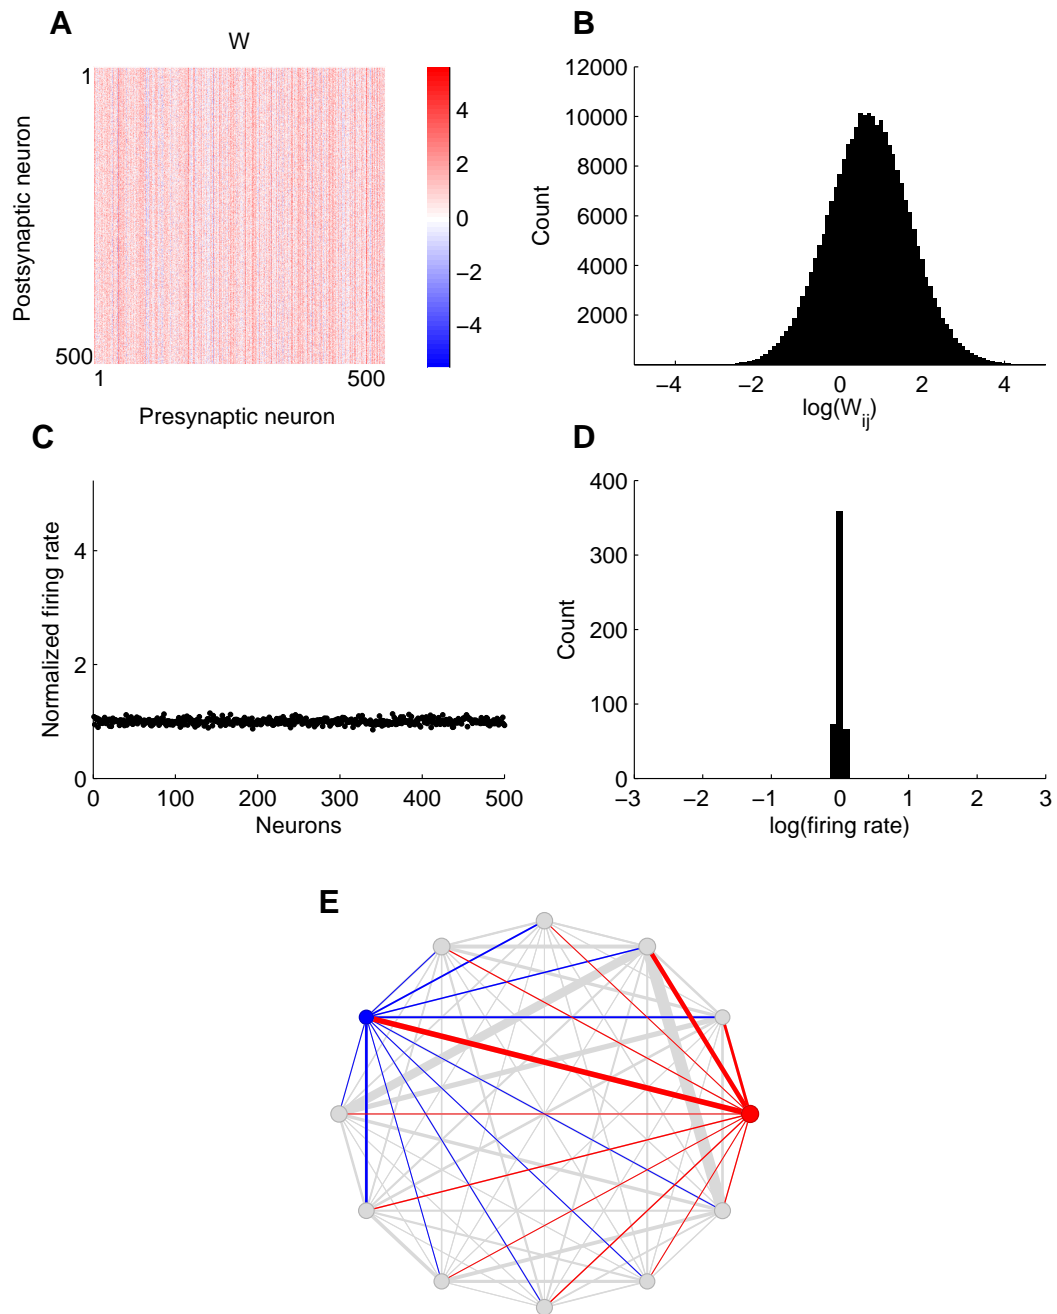 A
W
1
500
1
500
Postsynaptic neuron
Presynaptic neuron
4
2
0
−2
−4
B
12000
10000
8000
6000
4000
2000
Count
−4
−2
0
2
4
log(W_ij)
C
4
2
0
Normalized firing rate
0
100
200
300
400
500
Neurons
D
400
300
200
100
0
Count
−3
−2
−1
0
1
2
3
log(firing rate)
E